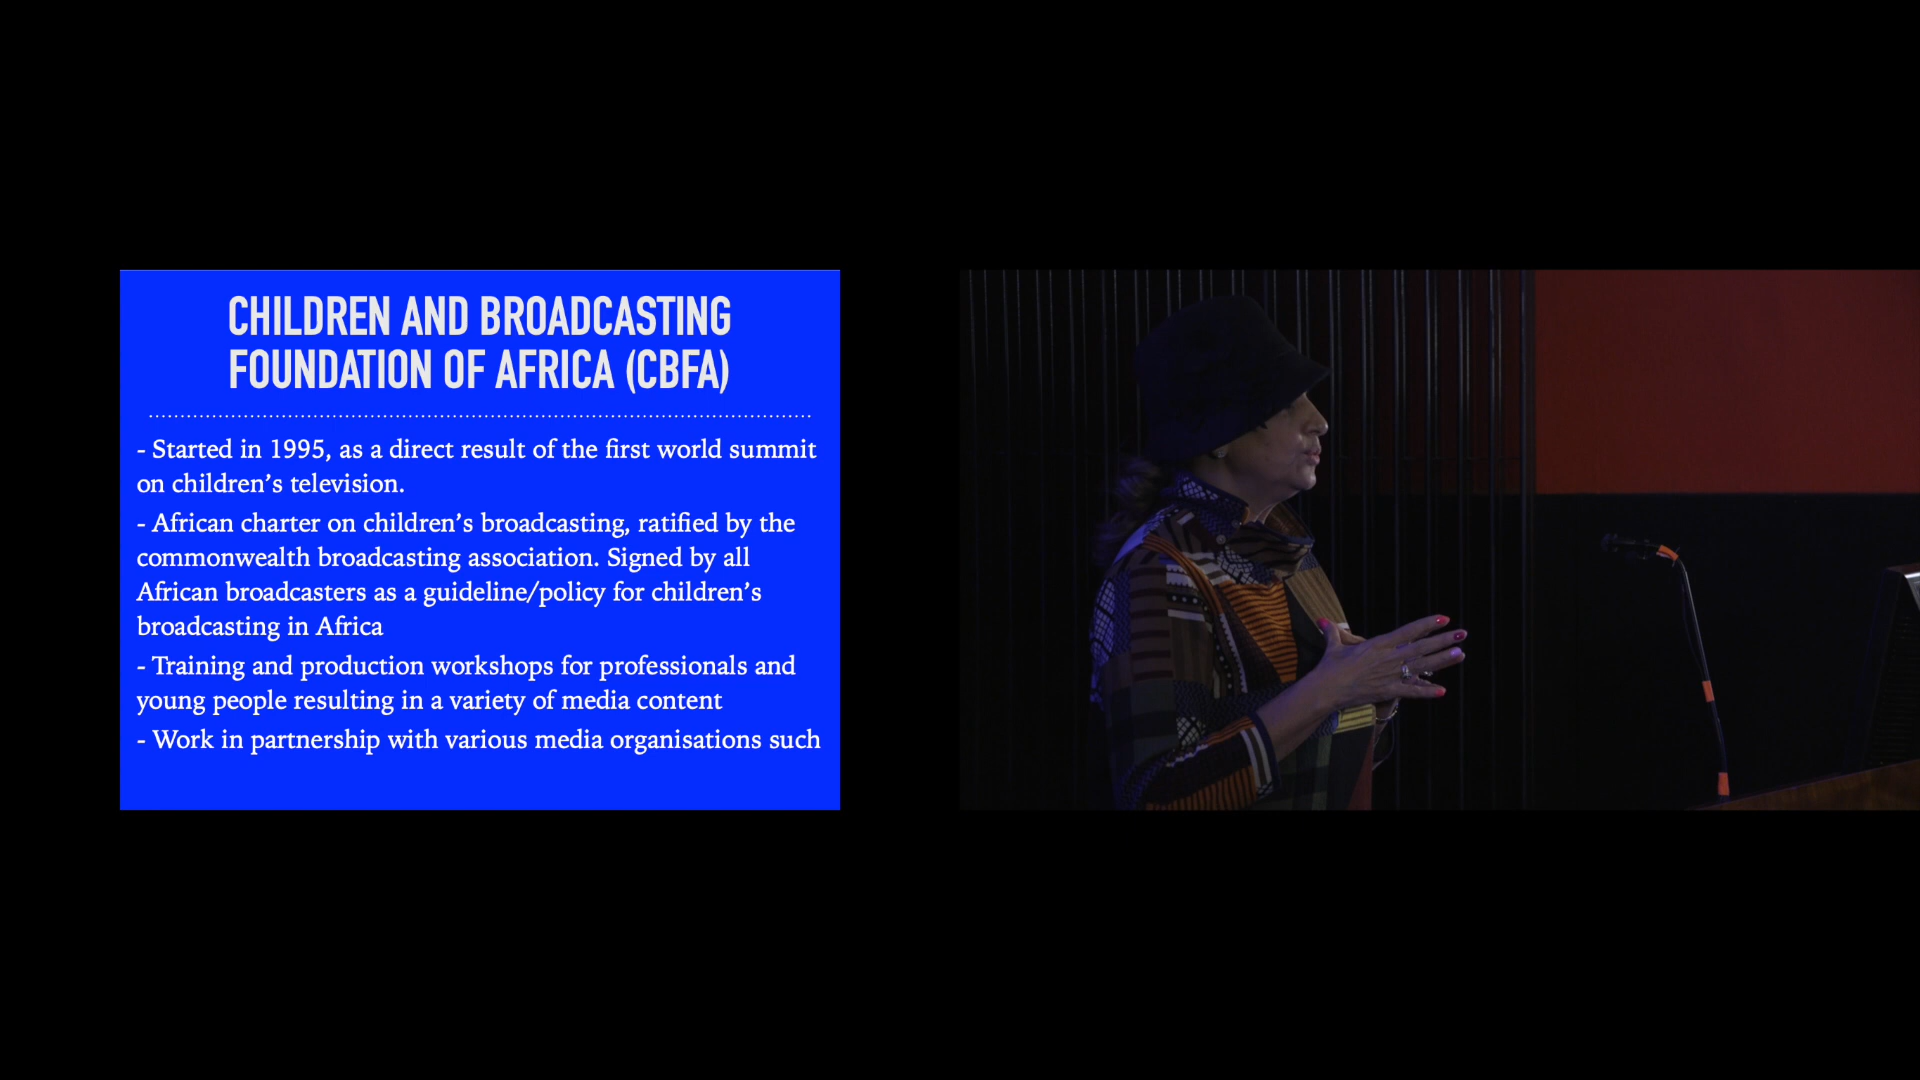 CHILDREN AND BROADCASTING
FOUNDATION OF AFRICA (CBFA)
- Started in 1995, as a direct result of the first world summit
on children’s television.
- African charter on children’s broadcasting, ratified by the
commonwealth broadcasting association. Signed by all
African broadcasters as a guideline/policy for children’s
broadcasting in Africa
- Training and production workshops for professionals and
young people resulting in a variety of media content
- Work in partnership with various media organisations such